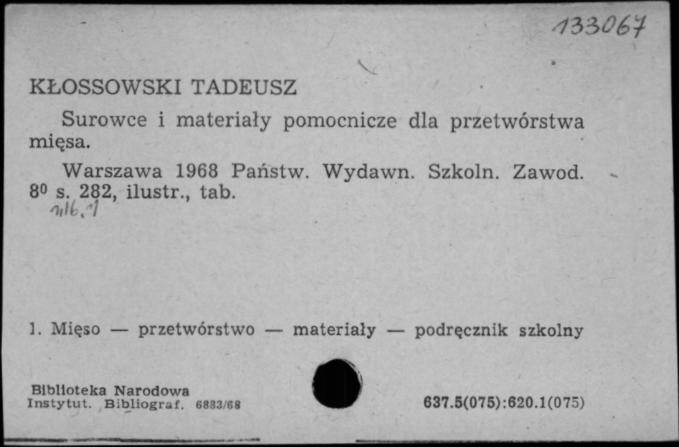 133067
KŁOSSOWSKI TADEUSZ
Surowce i materiały pomocnicze dla przetwórstwa
mięsa.
Warszawa 1968 Państw. Wydawn. Szkoln. Zawod.
8⁰ s. 282, ilustr., tab.
1. Mięso — przetwórstwo — materiały — podręcznik szkolny
Biblioteka Narodowa
Instytut. Bibliograf. 6883/68
637.5(075):620.1(075)